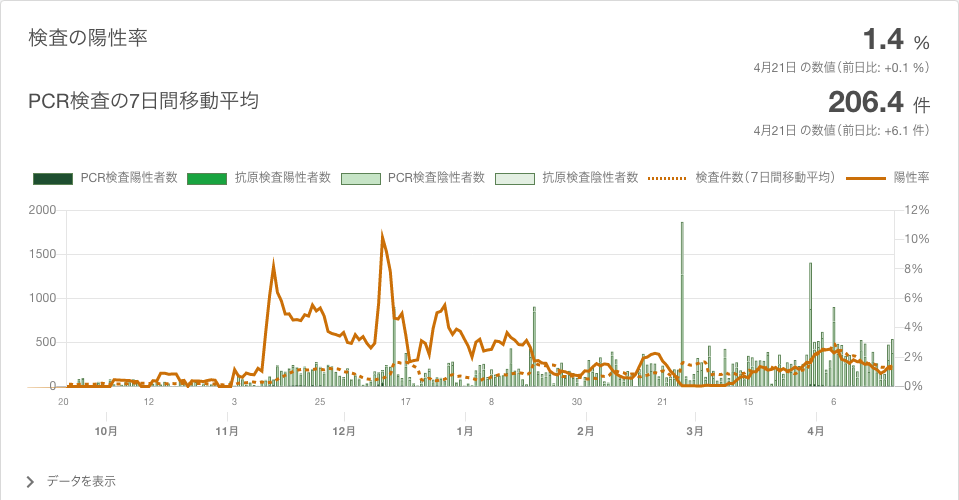 検査の陽性率
1.4 %
4月21日 の数値（前日比: +0.1 %）
PCR検査の7日間移動平均
206.4 件
4月21日 の数値（前日比: +6.1 件）
PCR検査陽性者数 抗原検査陽性者数 PCR検査陰性者数 抗原検査陰性者数 検査件数（7日間移動平均） 陽性率
2000 12%
10%
1500
8%
1000 6%
4%
500
2%
0 0%
20 12 3 25 17 8 30 21 15 6
10月 11月 12月 1月 2月 3月 4月
データを表示